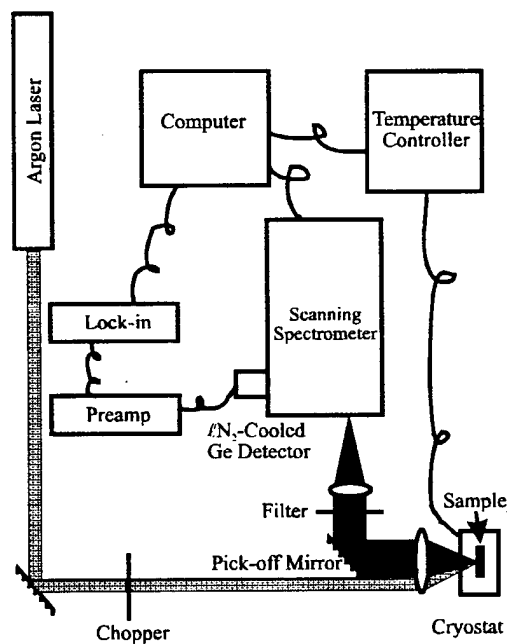 Argon Laser
Computer
Temperature
Controller
Scanning
Spectrometer
Lock-in
Preamp
ℓN₂-Cooled
Ge Detector
Filter
Sample
Pick-off Mirror
Chopper
Cryostat